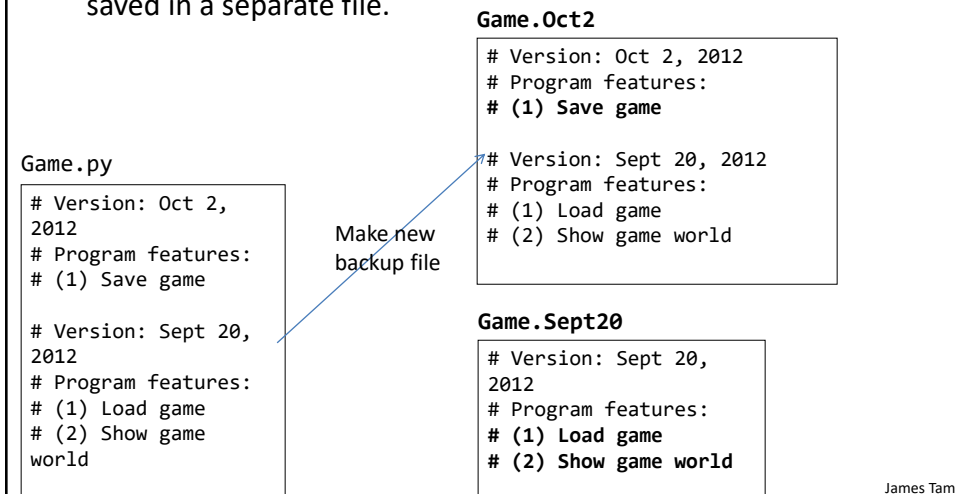 saved in a separate file.
Game.py
# Version: Oct 2,
2012
# Program features:
# (1) Save game
# Version: Sept 20,
2012
# Program features:
# (1) Load game
# (2) Show game
world
Make new
backup file
Game.Oct2
# Version: Oct 2, 2012
# Program features:
# (1) Save game
# Version: Sept 20, 2012
# Program features:
# (1) Load game
# (2) Show game world
Game.Sept20
# Version: Sept 20,
2012
# Program features:
# (1) Load game
# (2) Show game world
James Tam